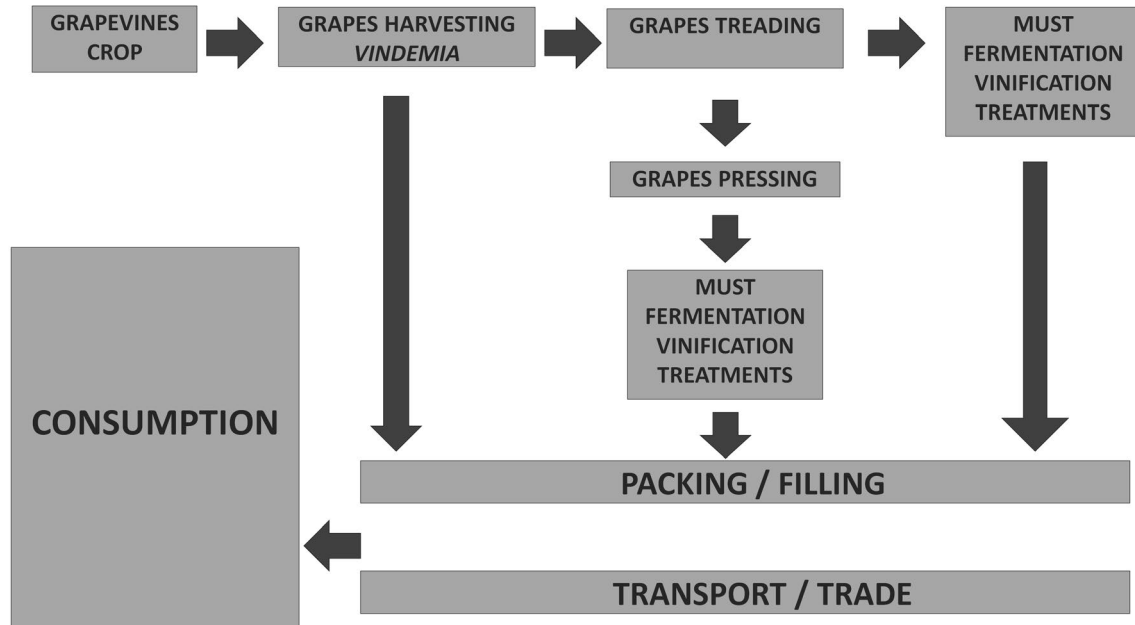 GRAPEVINES
CROP
GRAPES HARVESTING
VINDEMIA
GRAPES TREADING
MUST
FERMENTATION
VINIFICATION
TREATMENTS
GRAPES PRESSING
MUST
FERMENTATION
VINIFICATION
TREATMENTS
CONSUMPTION
PACKING / FILLING
TRANSPORT / TRADE